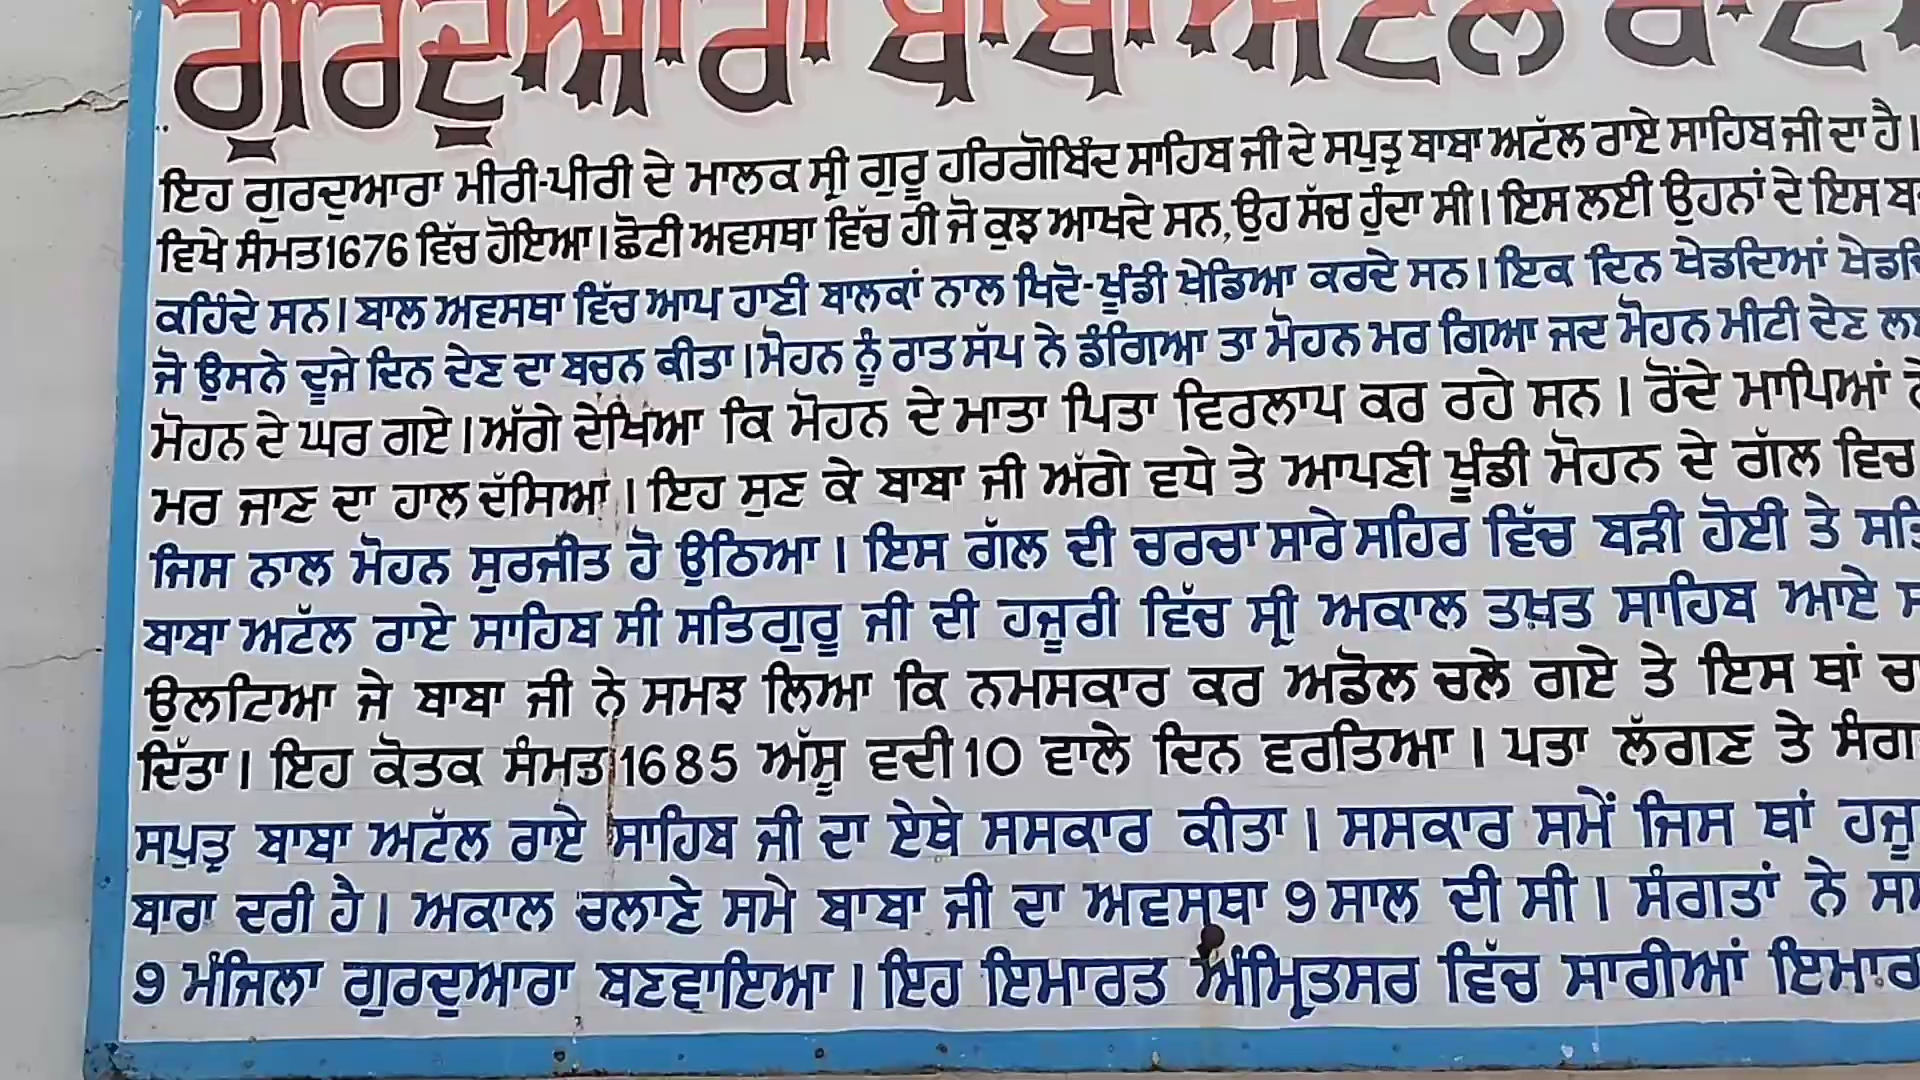 ਗੁਰਦੁਆਰਾ ਬਾਬਾ ਅਟੱਲ ਰਾਏ
ਇਹ ਗੁਰਦੁਆਰਾ ਮੀਰੀ-ਪੀਰੀ ਦੇ ਮਾਲਕ ਸ੍ਰੀ ਗੁਰੂ ਹਰਿਗੋਬਿੰਦ ਸਾਹਿਬ ਜੀ ਦੇ ਸਪੁਤ੍ਰ ਬਾਬਾ ਅਟੱਲ ਰਾਏ ਸਾਹਿਬ ਜੀ ਦਾ ਹੈ।
ਵਿਖੇ ਸੰਮਤ 1676 ਵਿੱਚ ਹੋਇਆ। ਛੋਟੀ ਅਵਸਥਾ ਵਿੱਚ ਹੀ ਜੋ ਕੁਝ ਆਖਦੇ ਸਨ, ਉਹ ਸੱਚ ਹੁੰਦਾ ਸੀ। ਇਸ ਲਈ ਉਹਨਾਂ ਦੇ ਇਸ
ਕਹਿੰਦੇ ਸਨ। ਬਾਲ ਅਵਸਥਾ ਵਿੱਚ ਆਪ ਹਾਣੀ ਬਾਲਕਾਂ ਨਾਲ ਖਿਦੋ-ਖੂੰਡੀ ਖੇਡਿਆ ਕਰਦੇ ਸਨ। ਇਕ ਦਿਨ ਖੇਡਦਿਆਂ
ਜੋ ਉਸਨੇ ਦੂਜੇ ਦਿਨ ਦੇਣ ਦਾ ਬਚਨ ਕੀਤਾ। ਮੋਹਨ ਨੂੰ ਰਾਤ ਸੱਪ ਨੇ ਡੰਗਿਆ ਤਾ ਮੋਹਨ ਮਰ ਗਿਆ ਜਦ ਮੋਹਨ ਮੀਟੀ ਦੇਣ
ਮੋਹਨ ਦੇ ਘਰ ਗਏ। ਅੱਗੇ ਦੇਖਿਆ ਕਿ ਮੋਹਨ ਦੇ ਮਾਤਾ ਪਿਤਾ ਵਿਰਲਾਪ ਕਰ ਰਹੇ ਸਨ। ਰੋਂਦੇ ਮਾਪਿਆਂ
ਮਰ ਜਾਣ ਦਾ ਹਾਲ ਦੱਸਿਆਂ। ਇਹ ਸੁਣ ਕੇ ਬਾਬਾ ਜੀ ਅੱਗੇ ਵਧੇ ਤੇ ਆਪਣੀ ਖੂੰਡੀ ਮੋਹਨ ਦੇ ਗੱਲ ਵਿਚ
ਜਿਸ ਨਾਲ ਮੋਹਨ ਸੁਰਜੀਤ ਹੋ ਉਠਿਆ। ਇਸ ਗੱਲ ਦੀ ਚਰਚਾ ਸਾਰੇ ਸਹਿਰ ਵਿੱਚ ਬੜੀ ਹੋਈ ਤੇ
ਬਾਬਾ ਅਟੱਲ ਰਾਏ ਸਾਹਿਬ ਸੀ ਸਤਿਗੁਰੂ ਜੀ ਦੀ ਹਜੂਰੀ ਵਿੱਚ ਸ੍ਰੀ ਅਕਾਲ ਤਖ਼ਤ ਸਾਹਿਬ ਆਏ
ਉਲਟਿਆ ਜੇ ਬਾਬਾ ਜੀ ਨੇ ਸਮਝ ਲਿਆ ਕਿ ਨਮਸਕਾਰ ਕਰ ਅਡੋਲ ਚਲੇ ਗਏ ਤੇ ਇਸ ਥਾਂ
ਦਿੱਤਾ। ਇਹ ਕੋਤਕ ਸੰਮਤ 1685 ਅੱਸੂ ਵਦੀ 10 ਵਾਲੇ ਦਿਨ ਵਰਤਿਆ। ਪਤਾ ਲੱਗਣ ਤੇ
ਸਪੁਤ੍ਰ ਬਾਬਾ ਅਟੱਲ ਰਾਏ ਸਾਹਿਬ ਜੀ ਦਾ ਏਥੇ ਸਸਕਾਰ ਕੀਤਾ। ਸਸਕਾਰ ਸਮੇਂ ਜਿਸ ਥਾਂ
ਬਾਰਾ ਦਰੀ ਹੈ। ਅਕਾਲ ਚਲਾਣੇ ਸਮੇ ਬਾਬਾ ਜੀ ਦਾ ਅਵਸਥਾ 9 ਸਾਲ ਦੀ ਸੀ। ਸੰਗਤਾਂ ਨੇ
9 ਮੰਜਿਲਾ ਗੁਰਦੁਆਰਾ ਬਣਵਾਇਆ। ਇਹ ਇਮਾਰਤ ਅੰਮ੍ਰਿਤਸਰ ਵਿੱਚ ਸਾਰੀਆਂ